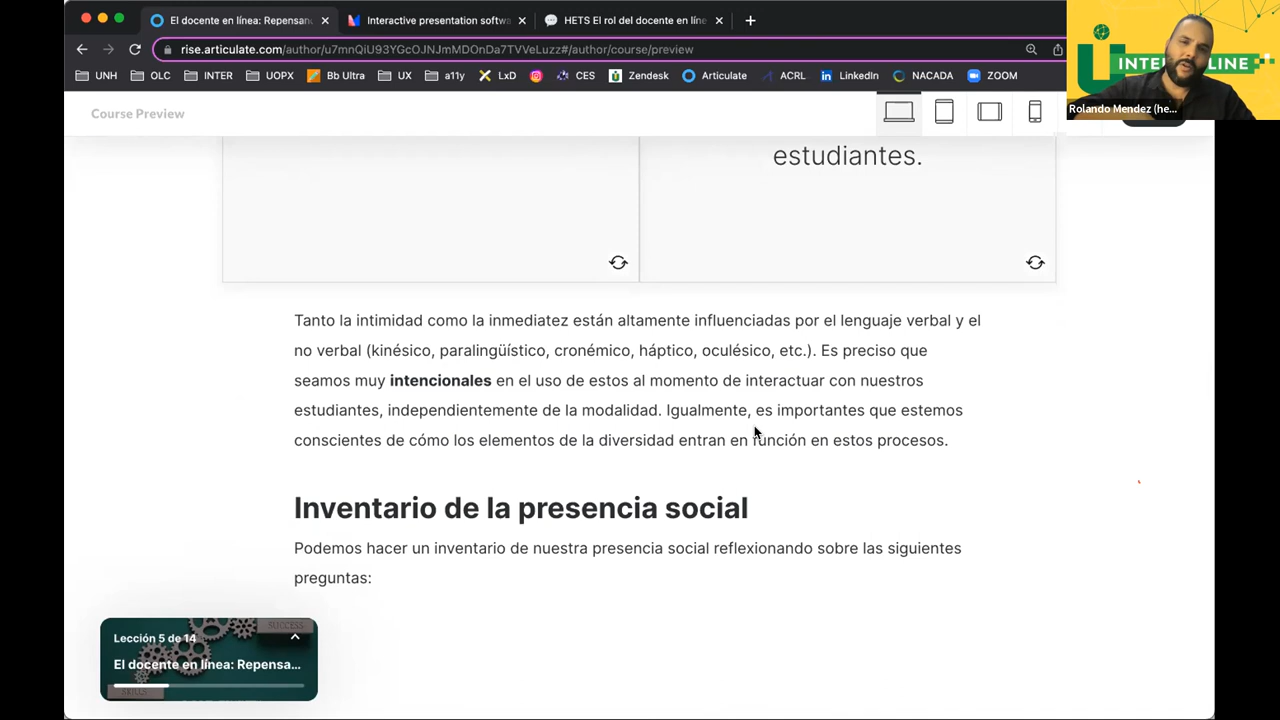 El docente en línea: Repensand
Interactive presentation softwa
HETS El rol del docente en líne
rise.articulate.com/author/u7mnQiU93YGcOJNJmMDOnDa7TVVeLuzz#/author/course/preview
UNH OLC INTER UOPX Bb Ultra UX a11y LxD CES Zendesk Articulate ACRL LinkedIn NACADA ZOOM
Rolando Mendez (he...
Course Preview
estudiantes.
Tanto la intimidad como la inmediatez están altamente influenciadas por el lenguaje verbal y el
no verbal (kinésico, paralingüístico, cronémico, háptico, oculésico, etc.). Es preciso que
seamos muy intencionales en el uso de estos al momento de interactuar con nuestros
estudiantes, independientemente de la modalidad. Igualmente, es importantes que estemos
conscientes de cómo los elementos de la diversidad entran en función en estos procesos.
Inventario de la presencia social
Podemos hacer un inventario de nuestra presencia social reflexionando sobre las siguientes
preguntas:
SUCCESS
Lección 5 de 14
El docente en línea: Repensa...
SKILLS